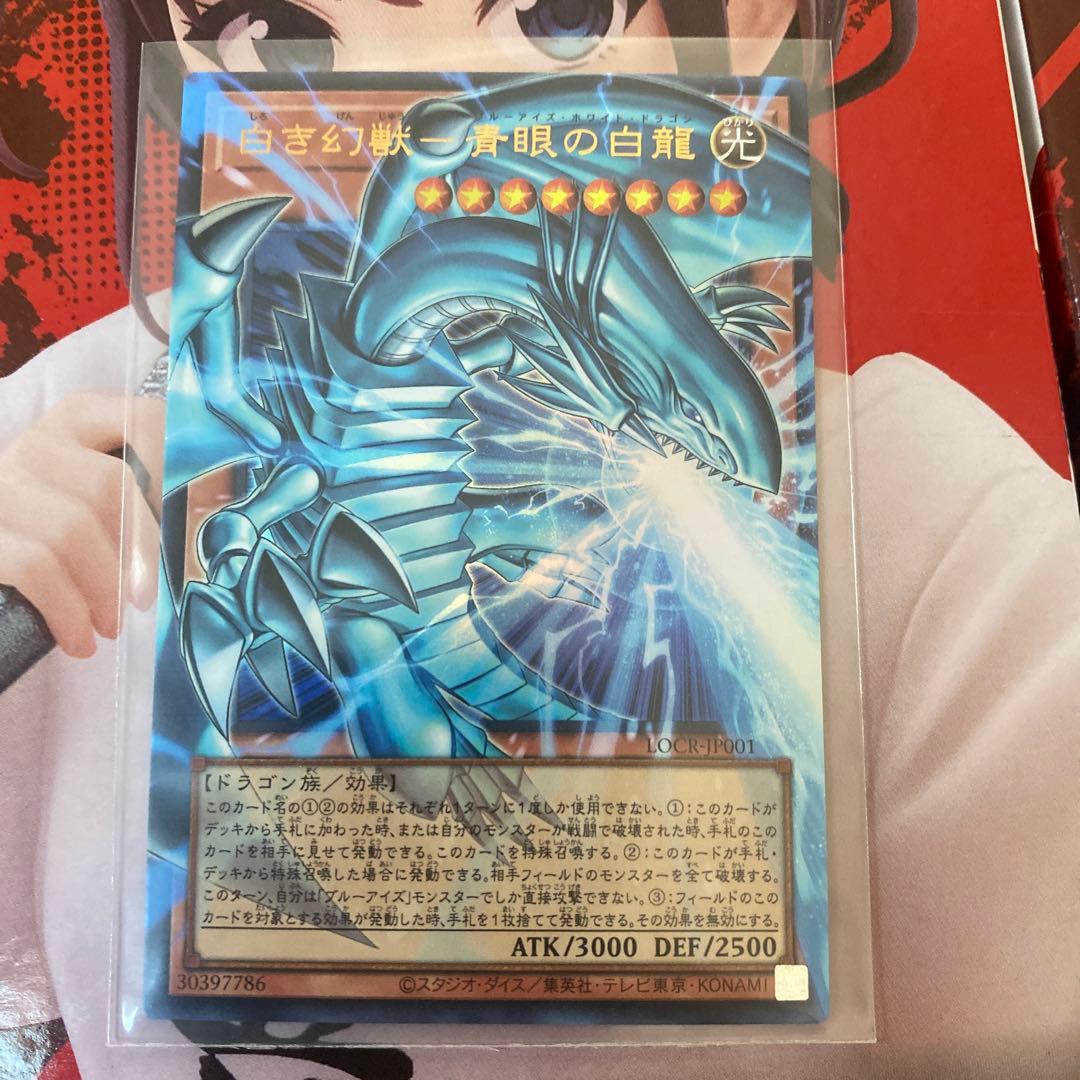 白き幻獣－青眼の白龍 光
LOCR-JP001
【ドラゴン族／効果】
このカード名の①②の効果はそれぞれ1ターンに1度しか使用できない。①：このカードが
デッキから手札に加わった時、または自分のモンスターが戦闘で破壊された時、手札のこの
カードを相手に見せて発動できる。このカードを特殊召喚する。②：このカードが手札・
デッキから特殊召喚した場合に発動できる。相手フィールドのモンスターを全て破壊する。
このターン、自分は「ブルーアイズ」モンスターでしか直接攻撃できない。③：フィールドのこの
カードを対象とする効果が発動した時、手札を1枚捨てて発動できる。その効果を無効にする。
ATK/3000 DEF/2500
30397786 ©スタジオ・ダイス／集英社・テレビ東京・KONAMI